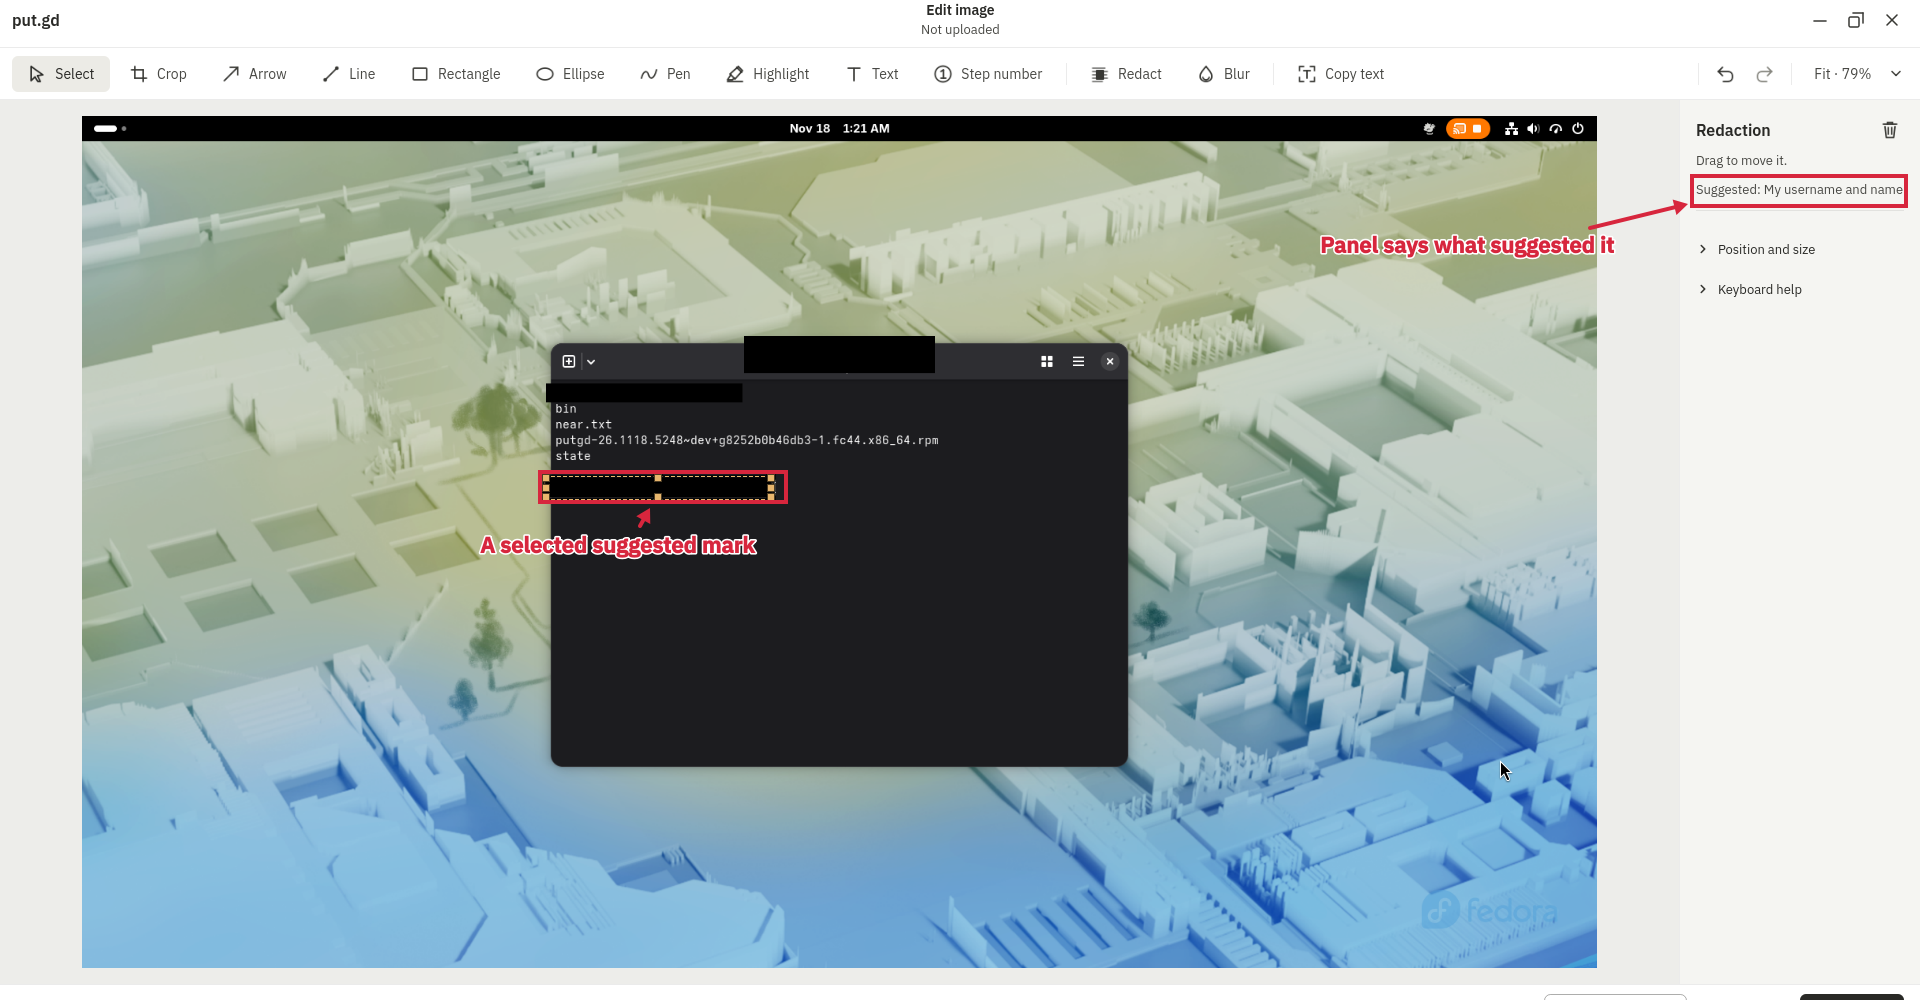 put.gd
Edit image
Not uploaded
Select
Crop
Arrow
Line
Rectangle
Ellipse
Pen
Highlight
Text
1
Step number
Redact
Blur
Copy text
Fit · 79%
Nov 18 1:21 AM
Redaction
Drag to move it.
Suggested: My username and name
Panel says what suggested it
Position and size
Keyboard help
bin
near.txt
putgd-26.1118.5248~dev+g8252b0b46db3-1.fc44.x86_64.rpm
state
A selected suggested mark
fedora